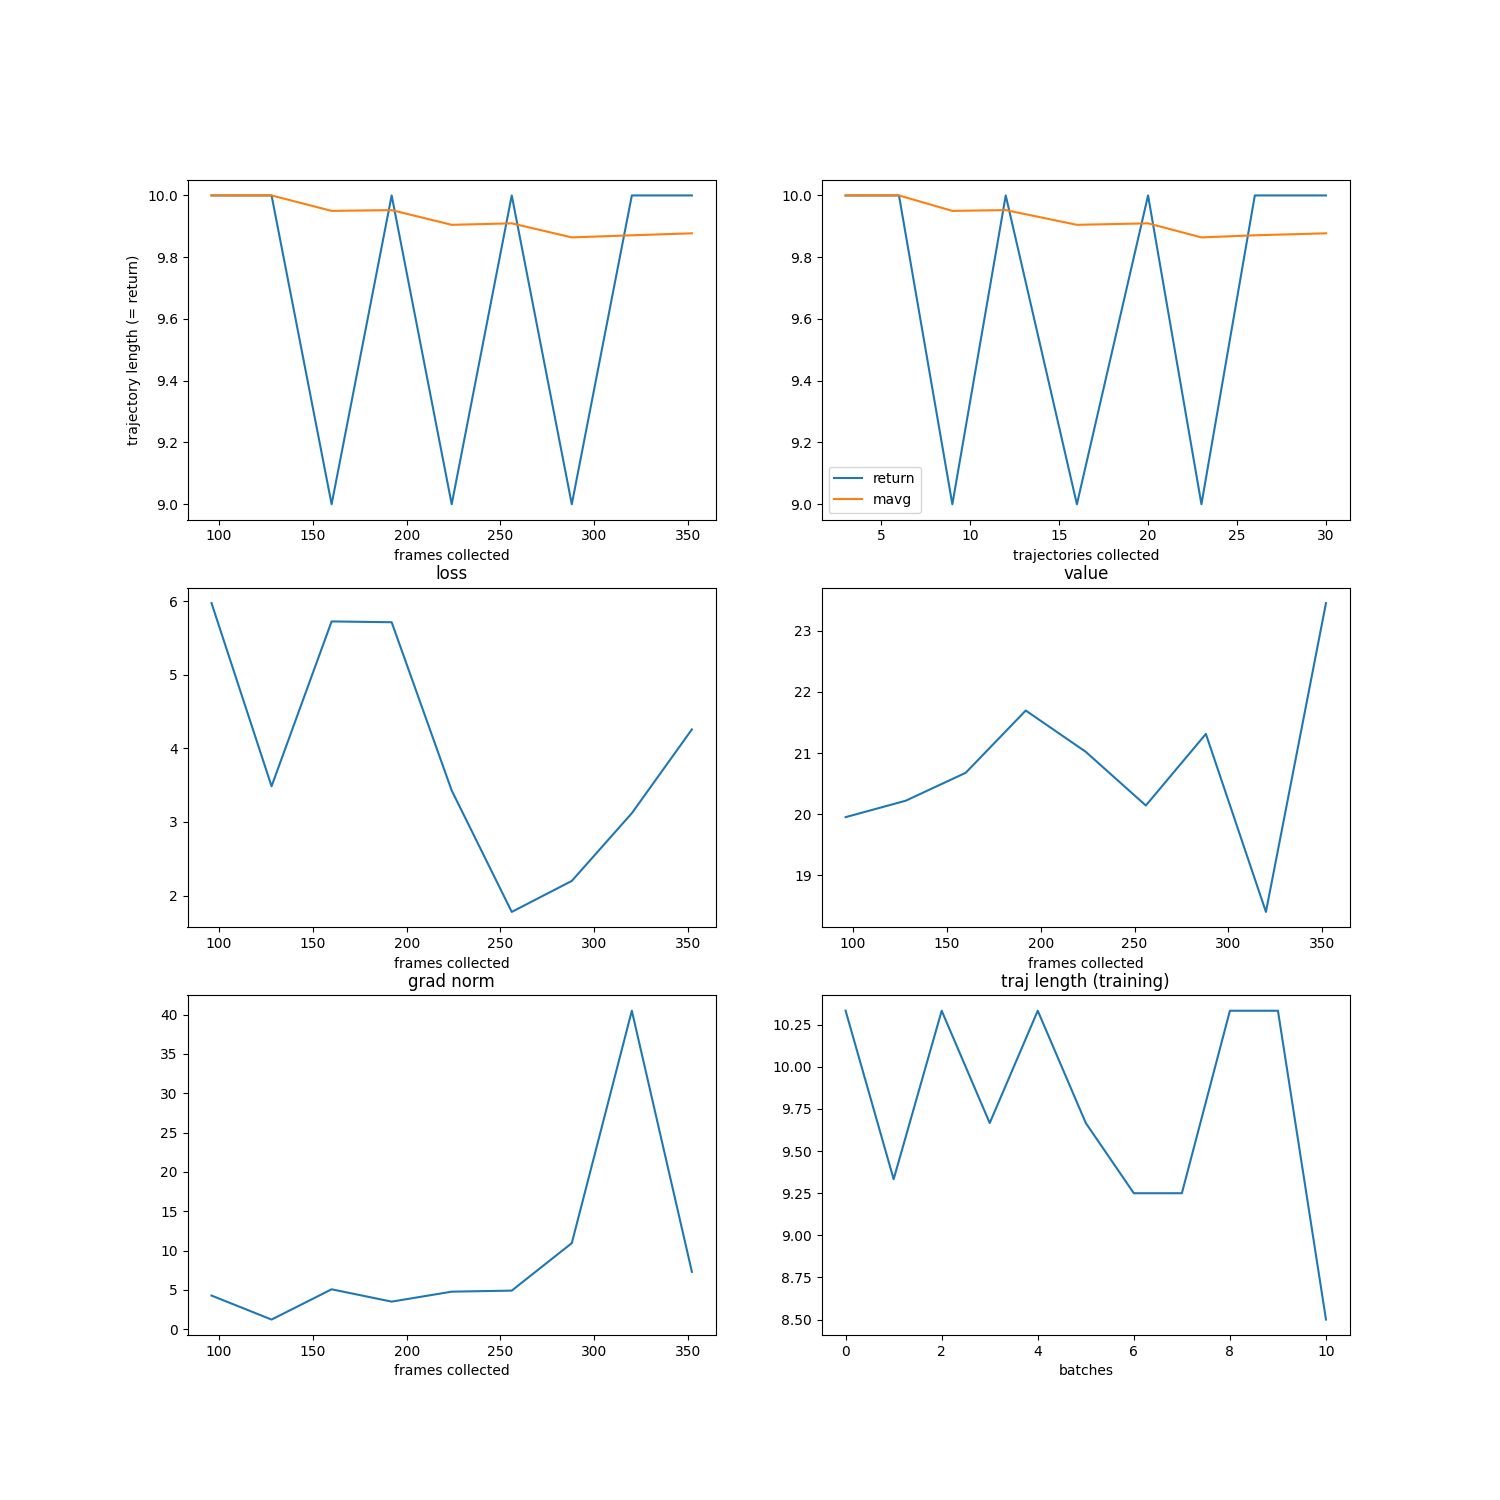 10.0
9.8
9.6
9.4
9.2
9.0
trajectory length (= return)
100 150 200 250 300 350
frames collected
10.0
9.8
9.6
9.4
9.2
9.0
return
mavg
5 10 15 20 25 30
trajectories collected
loss
6
5
4
3
2
100 150 200 250 300 350
frames collected
value
23
22
21
20
19
100 150 200 250 300 350
frames collected
grad norm
40
35
30
25
20
15
10
5
0
100 150 200 250 300 350
frames collected
traj length (training)
10.25
10.00
9.75
9.50
9.25
9.00
8.75
8.50
0 2 4 6 8 10
batches